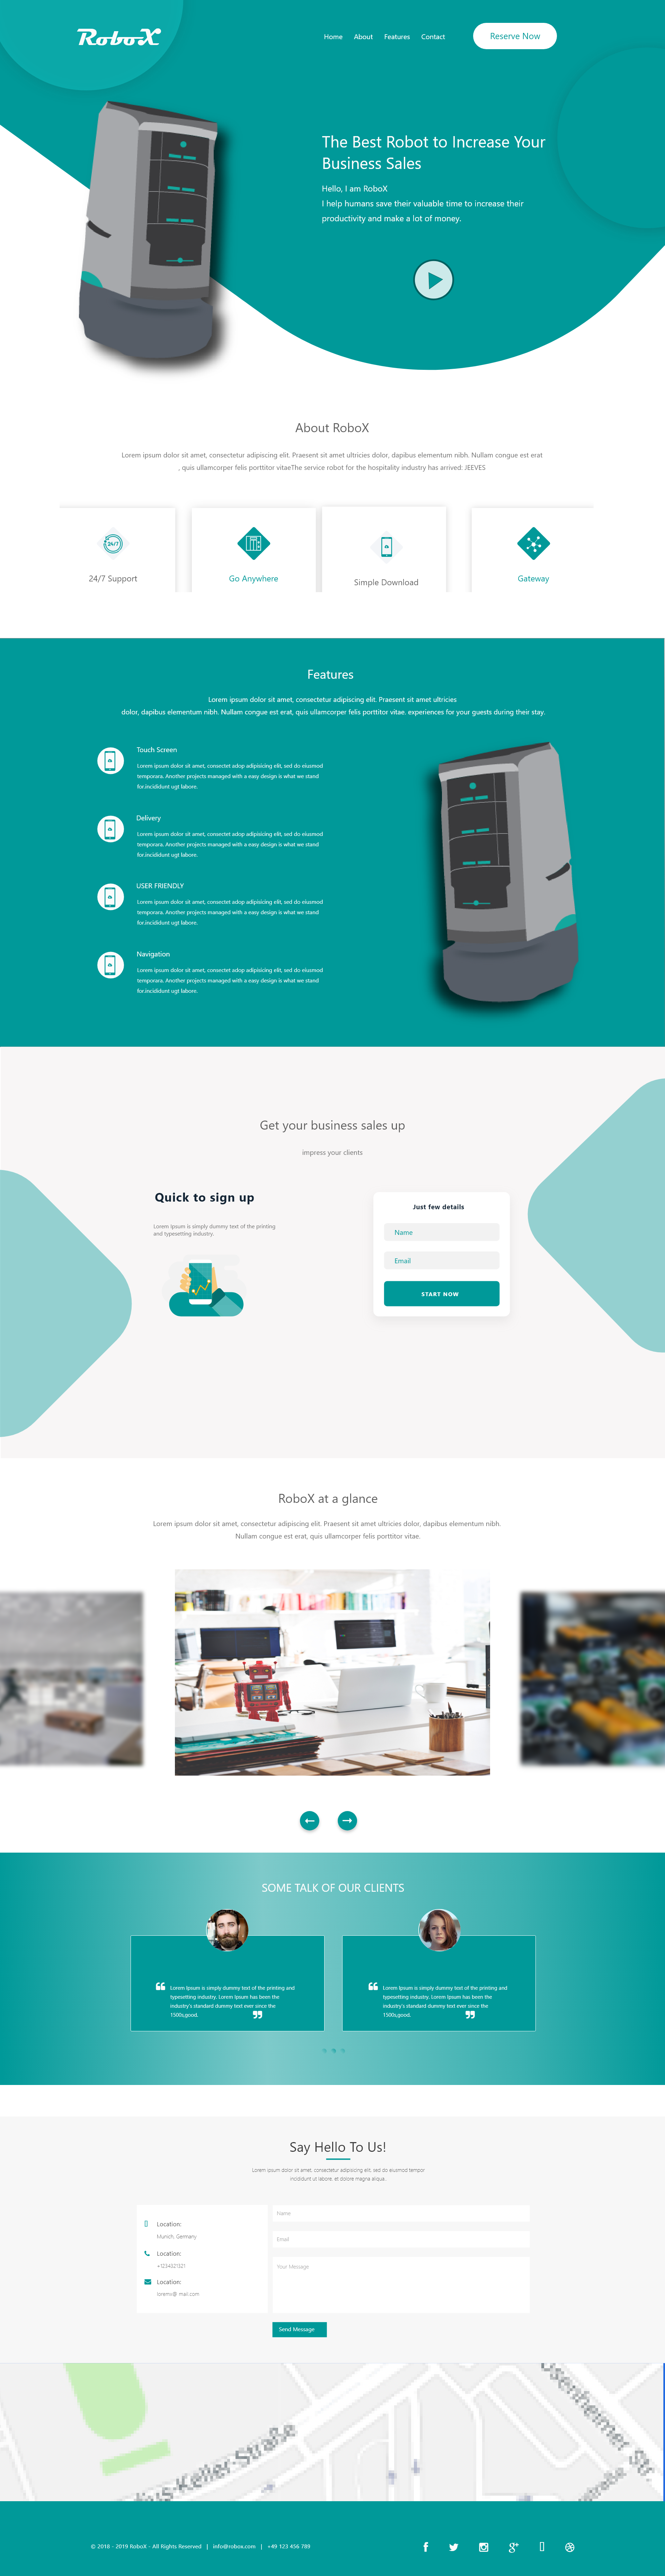 RoboX
Home About Features Contact Reserve Now
The Best Robot to Increase Your
Business Sales
Hello, I am RoboX
I help humans save their valuable time to increase their
productivity and make a lot of money.
About RoboX
Lorem ipsum dolor sit amet, consectetur adipiscing elit. Praesent sit amet ultricies dolor, dapibus elementum nibh. Nullam congue est erat
, quis ullamcorper felis porttitor vitaeThe service robot for the hospitality industry has arrived: JEEVES
24/7
24/7 Support
Go Anywhere
Simple Download
Gateway
Features
Lorem ipsum dolor sit amet, consectetur adipiscing elit. Praesent sit amet ultricies
dolor, dapibus elementum nibh. Nullam congue est erat, quis ullamcorper felis porttitor vitae. experiences for your guests during their stay.
Touch Screen
Lorem ipsum dolor sit amet, consectet adop adipisicing elit, sed do eiusmod
temporara. Another projects managed with a easy design is what we stand
for.incididunt ugt labore.
Delivery
Lorem ipsum dolor sit amet, consectet adop adipisicing elit, sed do eiusmod
temporara. Another projects managed with a easy design is what we stand
for.incididunt ugt labore.
USER FRIENDLY
Lorem ipsum dolor sit amet, consectet adop adipisicing elit, sed do eiusmod
temporara. Another projects managed with a easy design is what we stand
for.incididunt ugt labore.
Navigation
Lorem ipsum dolor sit amet, consectet adop adipisicing elit, sed do eiusmod
temporara. Another projects managed with a easy design is what we stand
for.incididunt ugt labore.
Get your business sales up
impress your clients
Quick to sign up
Lorem Ipsum is simply dummy text of the printing
and typesetting industry.
Just few details
Name
Email
START NOW
RoboX at a glance
Lorem ipsum dolor sit amet, consectetur adipiscing elit. Praesent sit amet ultricies dolor, dapibus elementum nibh.
Nullam congue est erat, quis ullamcorper felis porttitor vitae.
SOME TALK OF OUR CLIENTS
Lorem Ipsum is simply dummy text of the printing and
typesetting industry. Lorem Ipsum has been the
industry's standard dummy text ever since the
1500s,good.
Lorem Ipsum is simply dummy text of the printing and
typesetting industry. Lorem Ipsum has been the
industry's standard dummy text ever since the
1500s,good.
Say Hello To Us!
Lorem ipsum dolor sit amet, consectetur adipiscing elit, sed do eiusmod tempor
incididunt ut labore. et dolore magna aliqua..
Location:
Munich, Germany
Location:
+1234321321
Location:
loremx@ mail.com
Name
Email
Your Message
Send Message
© 2018 - 2019 RoboX - All Rights Reserved | info@robox.com | +49 123 456 789